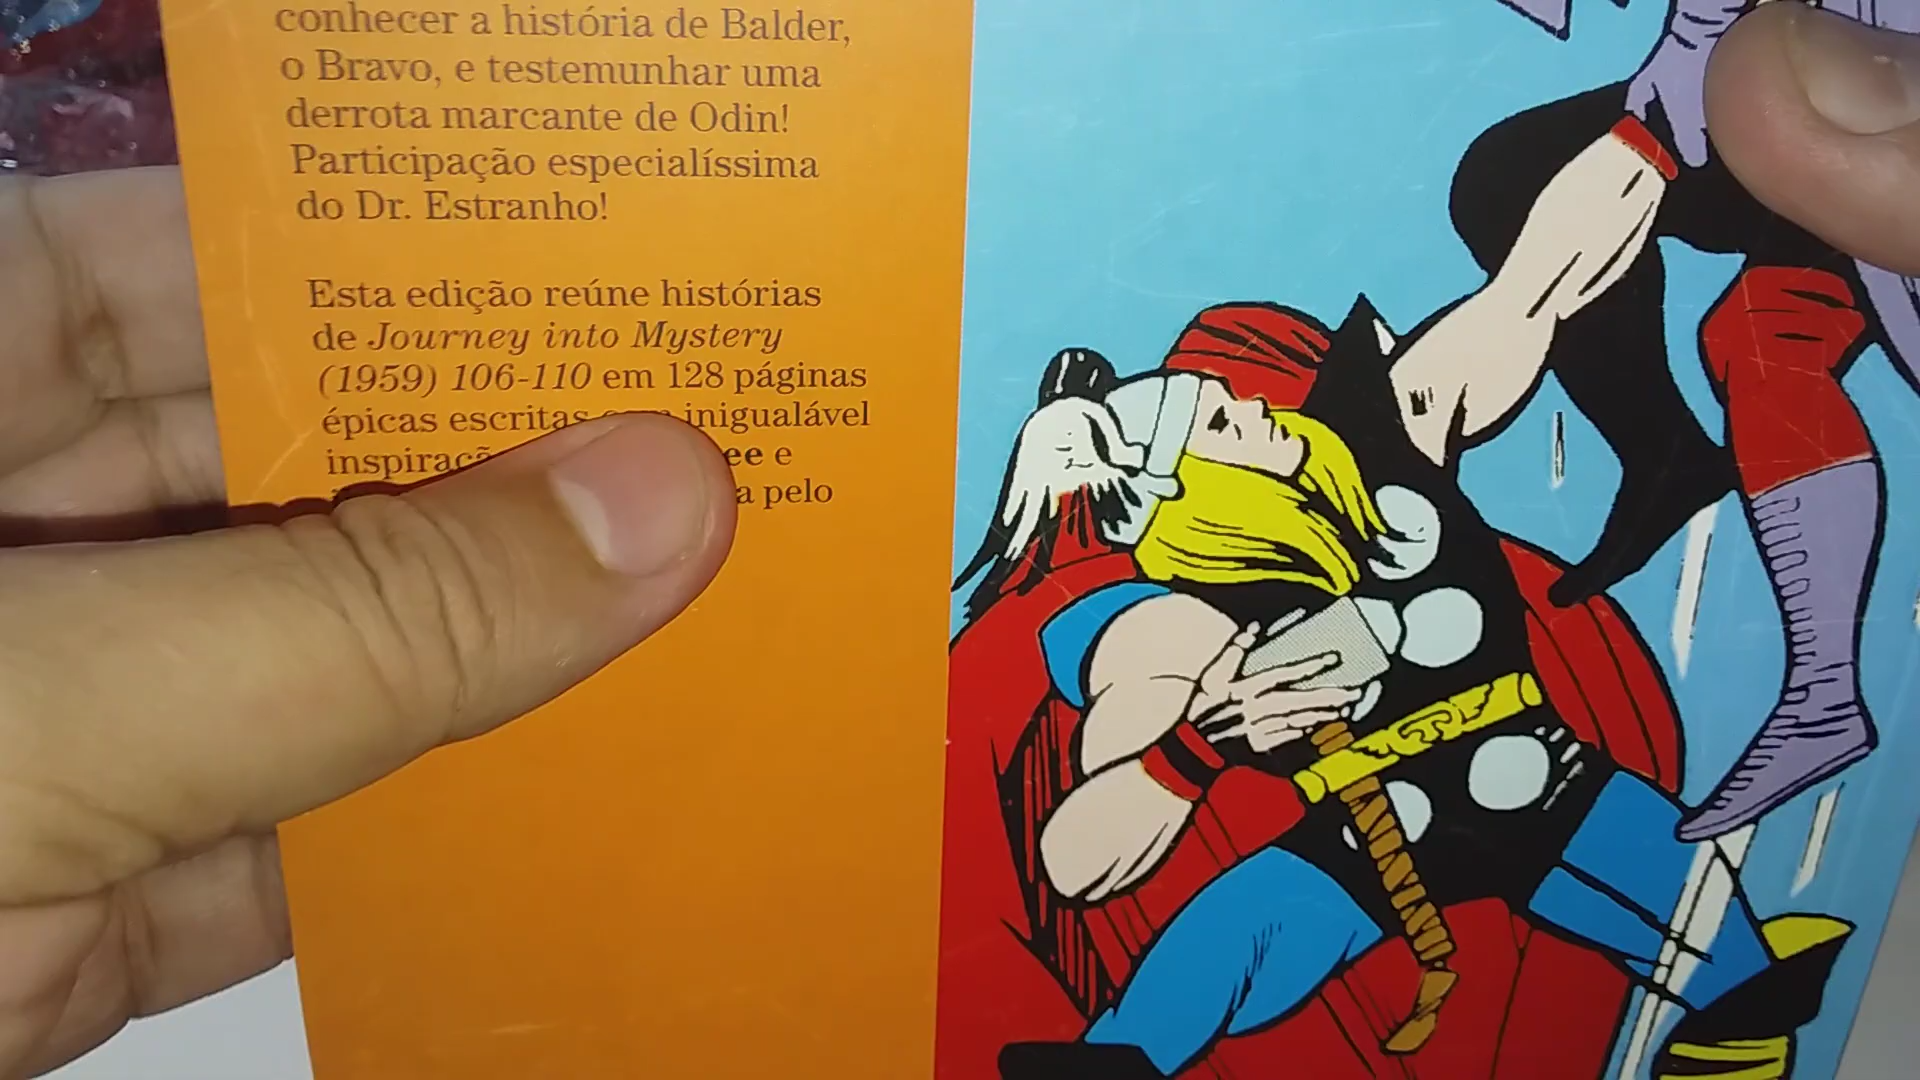 conhecer a história de Balder,
o Bravo, e testemunhar uma
derrota marcante de Odin!
Participação especialíssima
do Dr. Estranho!
Esta edição reúne histórias
de Journey into Mystery
(1959) 106-110 em 128 páginas
épicas escritas inigualável
e
pelo